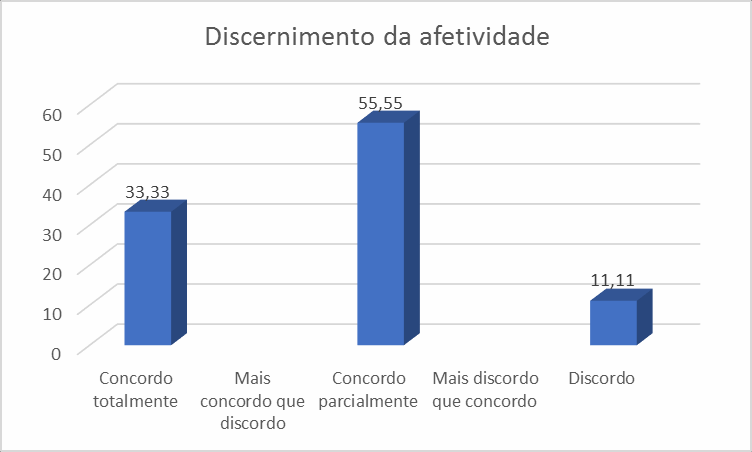 Discernimento da afetividade
60
50
40
30
20
10
0
33,33
55,55
11,11
Concordo
totalmente
Mais
concordo que
discordo
Concordo
parcialmente
Mais discordo
que concordo
Discordo